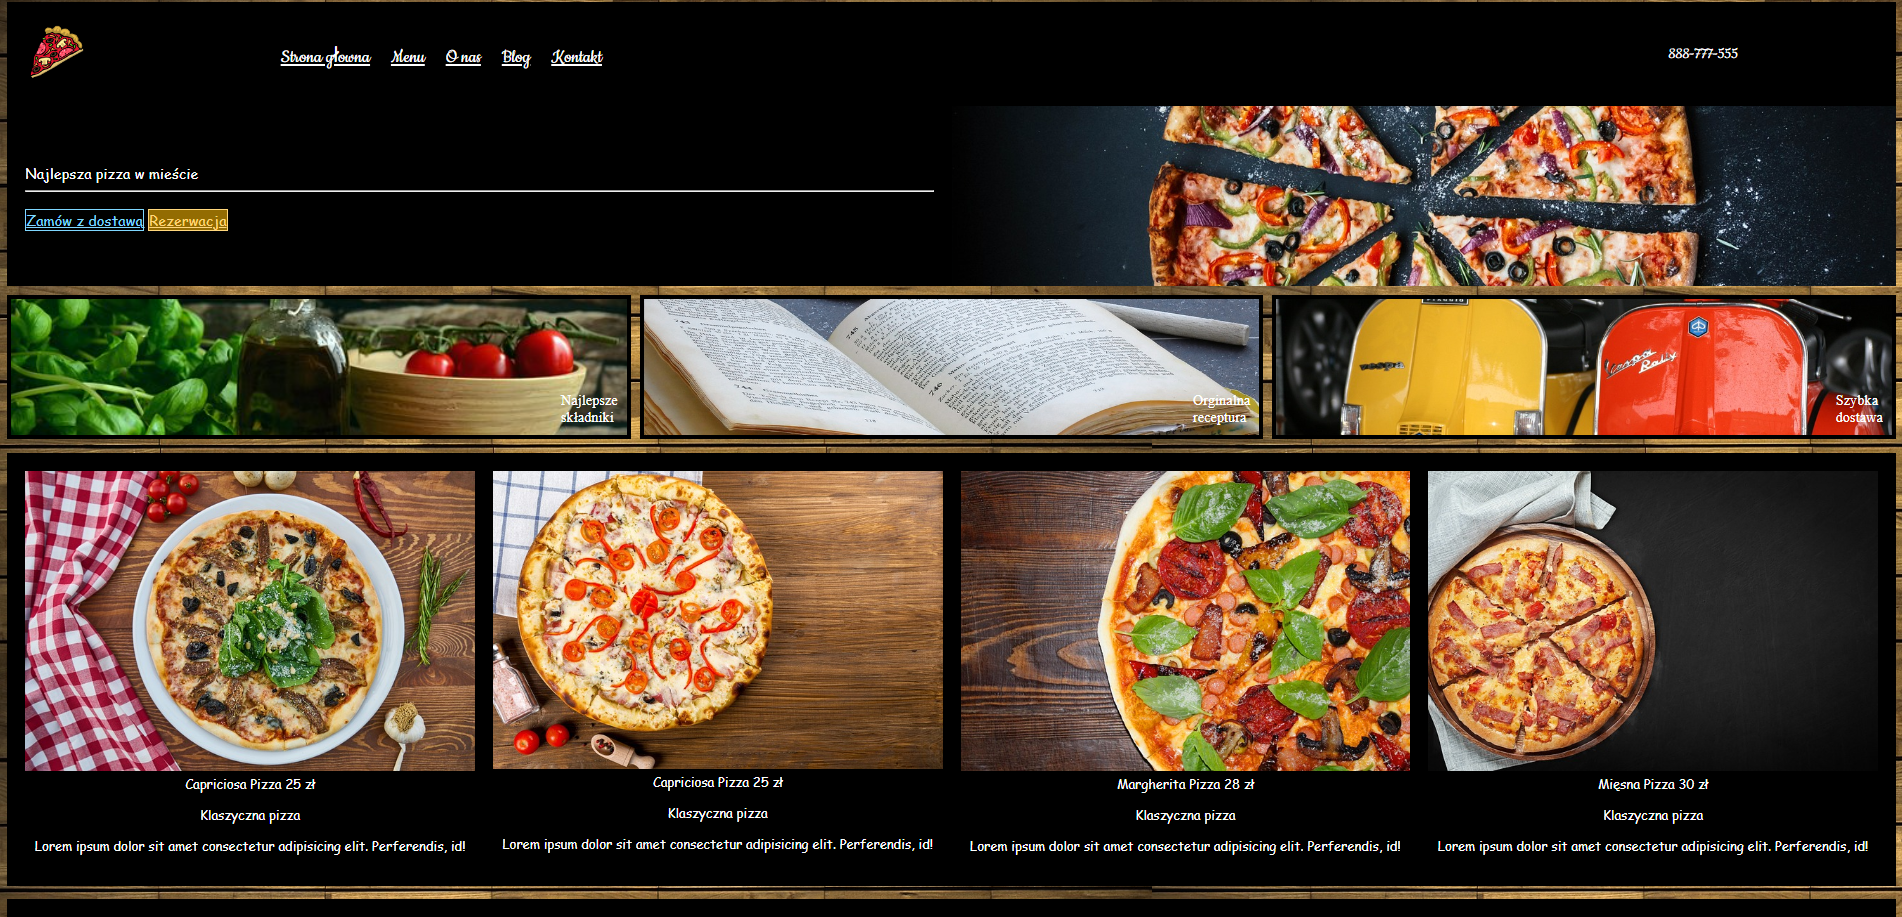 Strona głowna Menu O nas Blog Kontakt
888-777-555
Najlepsza pizza w mieście
Zamów z dostawą Rezerwacja
Najlepsze
składniki
Orginalna
receptura
Vespa
Rally
Szybka
dostawa
Capriciosa Pizza 25 zł
Klaszyczna pizza
Lorem ipsum dolor sit amet consectetur adipisicing elit. Perferendis, id!
Capriciosa Pizza 25 zł
Klaszyczna pizza
Lorem ipsum dolor sit amet consectetur adipisicing elit. Perferendis, id!
Margherita Pizza 28 zł
Klaszyczna pizza
Lorem ipsum dolor sit amet consectetur adipisicing elit. Perferendis, id!
Mięsna Pizza 30 zł
Klaszyczna pizza
Lorem ipsum dolor sit amet consectetur adipisicing elit. Perferendis, id!